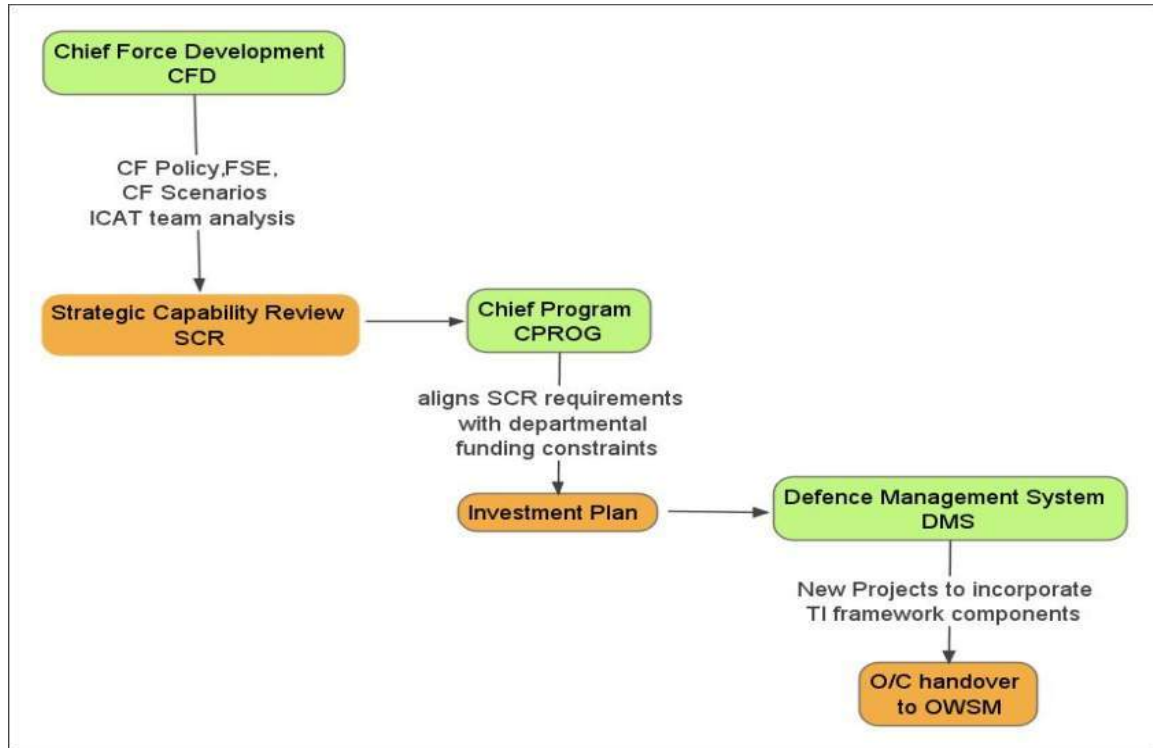 Chief Force Development
CFD
CF Policy,FSE,
CF Scenarios
ICAT team analysis
Strategic Capability Review
SCR
Chief Program
CPROG
aligns SCR requirements
with departmental
funding constraints
Investment Plan
Defence Management System
DMS
New Projects to incorporate
TI framework components
O/C handover
to OWSM